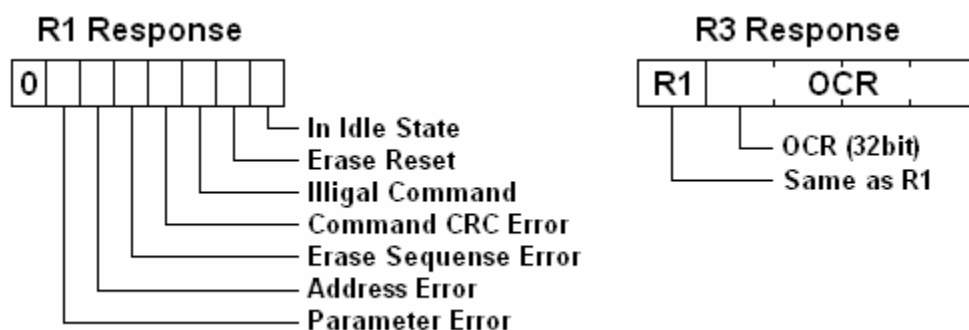 R1 Response
0
In Idle State
Erase Reset
Illigal Command
Command CRC Error
Erase Sequense Error
Address Error
Parameter Error
R3 Response
R1 OCR
OCR (32bit)
Same as R1